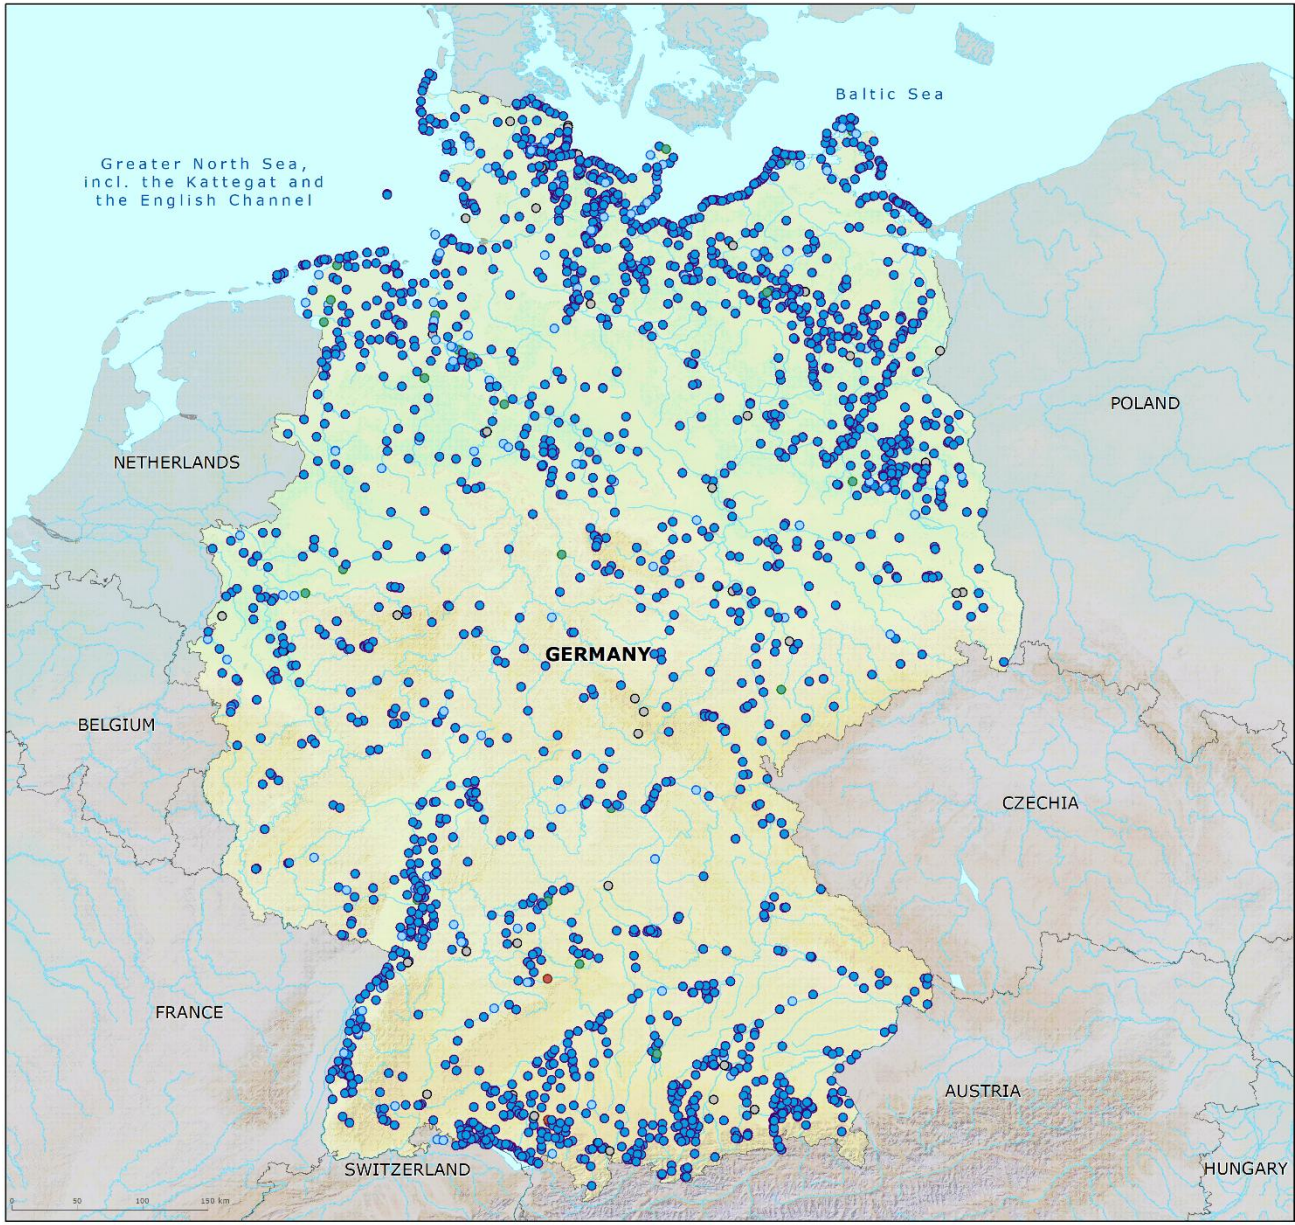 Baltic Sea
Greater North Sea,
incl. the Kattegat and
the English Channel
POLAND
NETHERLANDS
GERMANY
BELGIUM
CZECHIA
FRANCE
AUSTRIA
SWITZERLAND
HUNGARY
0 50 100 150 km